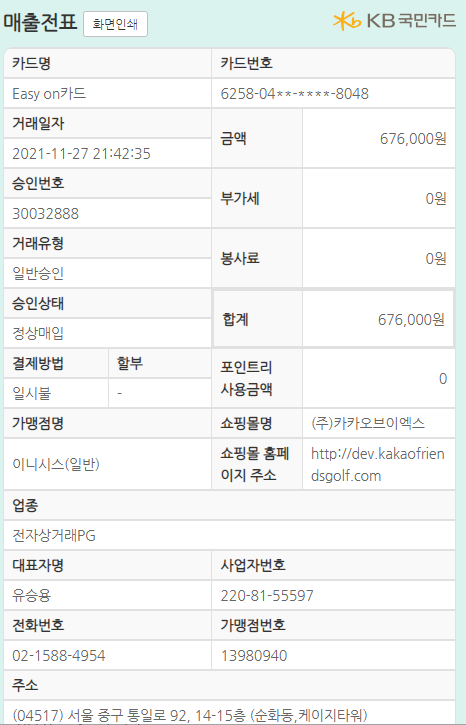 매출전표 화면인쇄 KB 국민카드
카드명 카드번호
Easy on카드 6258-04**-****-8048
거래일자
2021-11-27 21:42:35
금액 676,000원
승인번호
30032888
부가세 0원
거래유형
일반승인
봉사료 0원
승인상태
정상매입
합계 676,000원
결제방법 할부
일시불 -
포인트리
사용금액
0
가맹점명 쇼핑몰명 (주)카카오브이엑스
이니시스(일반)
쇼핑몰 홈페
이지 주소
http://dev.kakaofrien
dsgolf.com
업종
전자상거래PG
대표자명 사업자번호
유승용 220-81-55597
전화번호 가맹점번호
02-1588-4954 13980940
주소
(04517) 서울 중구 통일로 92, 14-15층 (순화동,케이지타워)